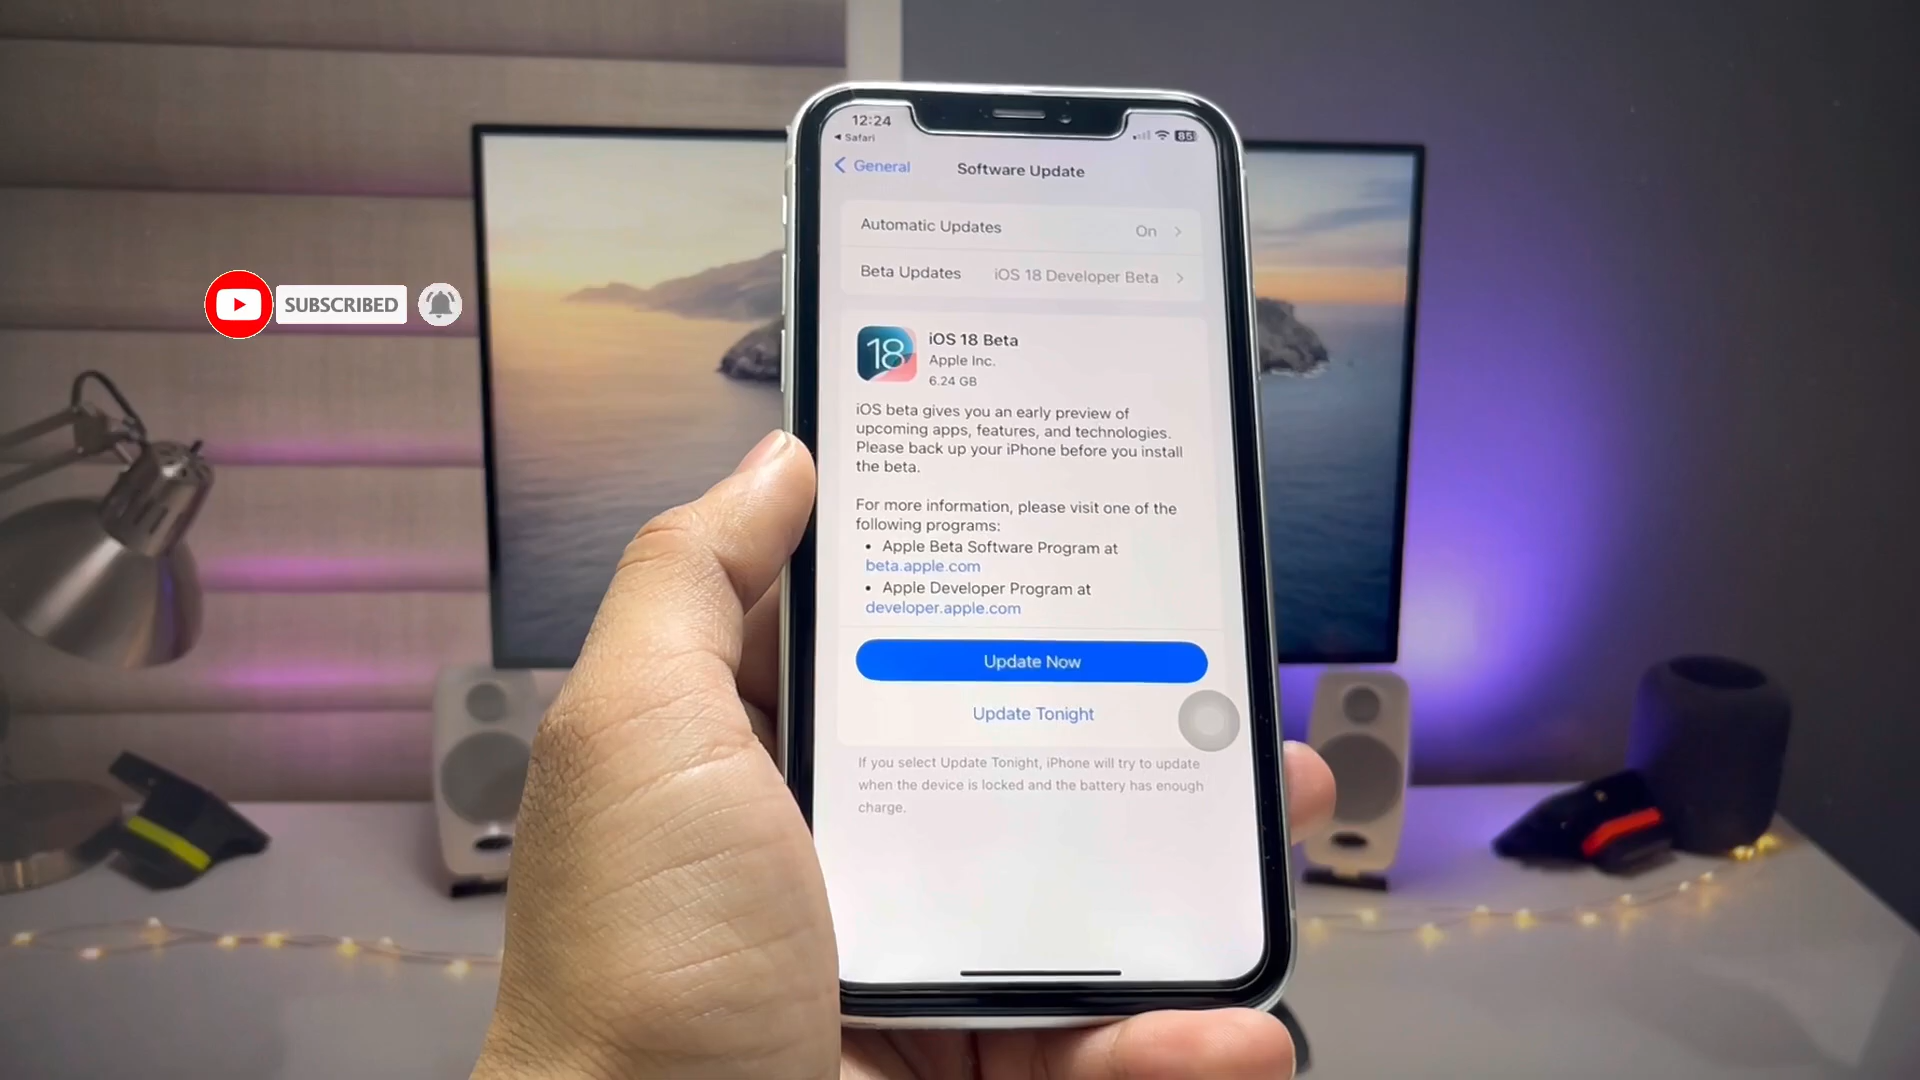 12:24
Safari
85
General
Software Update
Automatic Updates On
Beta Updates iOS 18 Developer Beta
18
iOS 18 Beta
Apple Inc.
6.24 GB
iOS beta gives you an early preview of
upcoming apps, features, and technologies.
Please back up your iPhone before you install
the beta.
For more information, please visit one of the
following programs:
• Apple Beta Software Program at
beta.apple.com
• Apple Developer Program at
developer.apple.com
Update Now
Update Tonight
If you select Update Tonight, iPhone will try to update
when the device is locked and the battery has enough
charge.
SUBSCRIBED